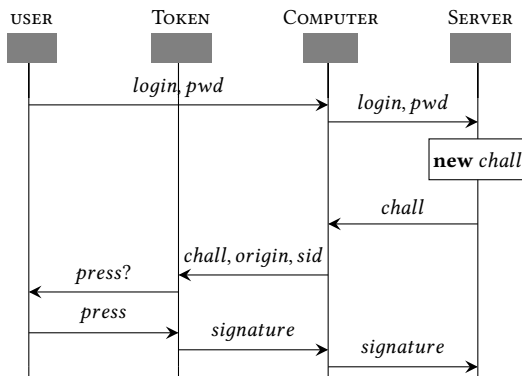 USER TOKEN COMPUTER SERVER
login, pwd
login, pwd
new chall
chall
chall, origin, sid
press?
press
signature
signature